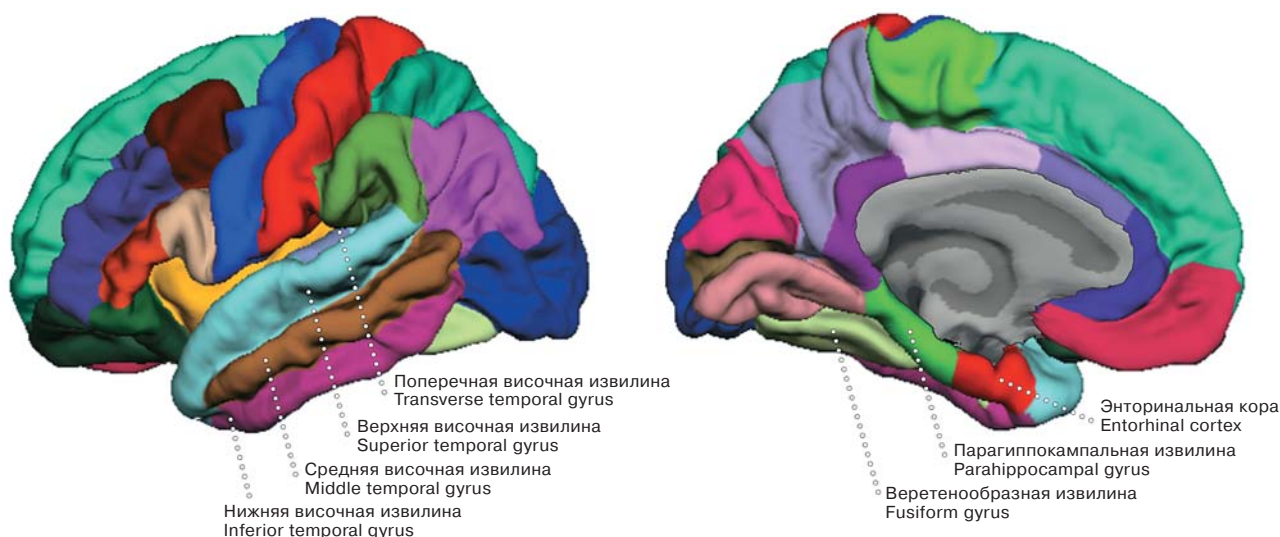 Поперечная височная извилина
Transverse temporal gyrus
Верхняя височная извилина
Superior temporal gyrus
Средняя височная извилина
Middle temporal gyrus
Нижняя височная извилина
Inferior temporal gyrus
Энторинальная кора
Entorhinal cortex
Парагиппокампальная извилина
Parahippocampal gyrus
Веретенообразная извилина
Fusiform gyrus